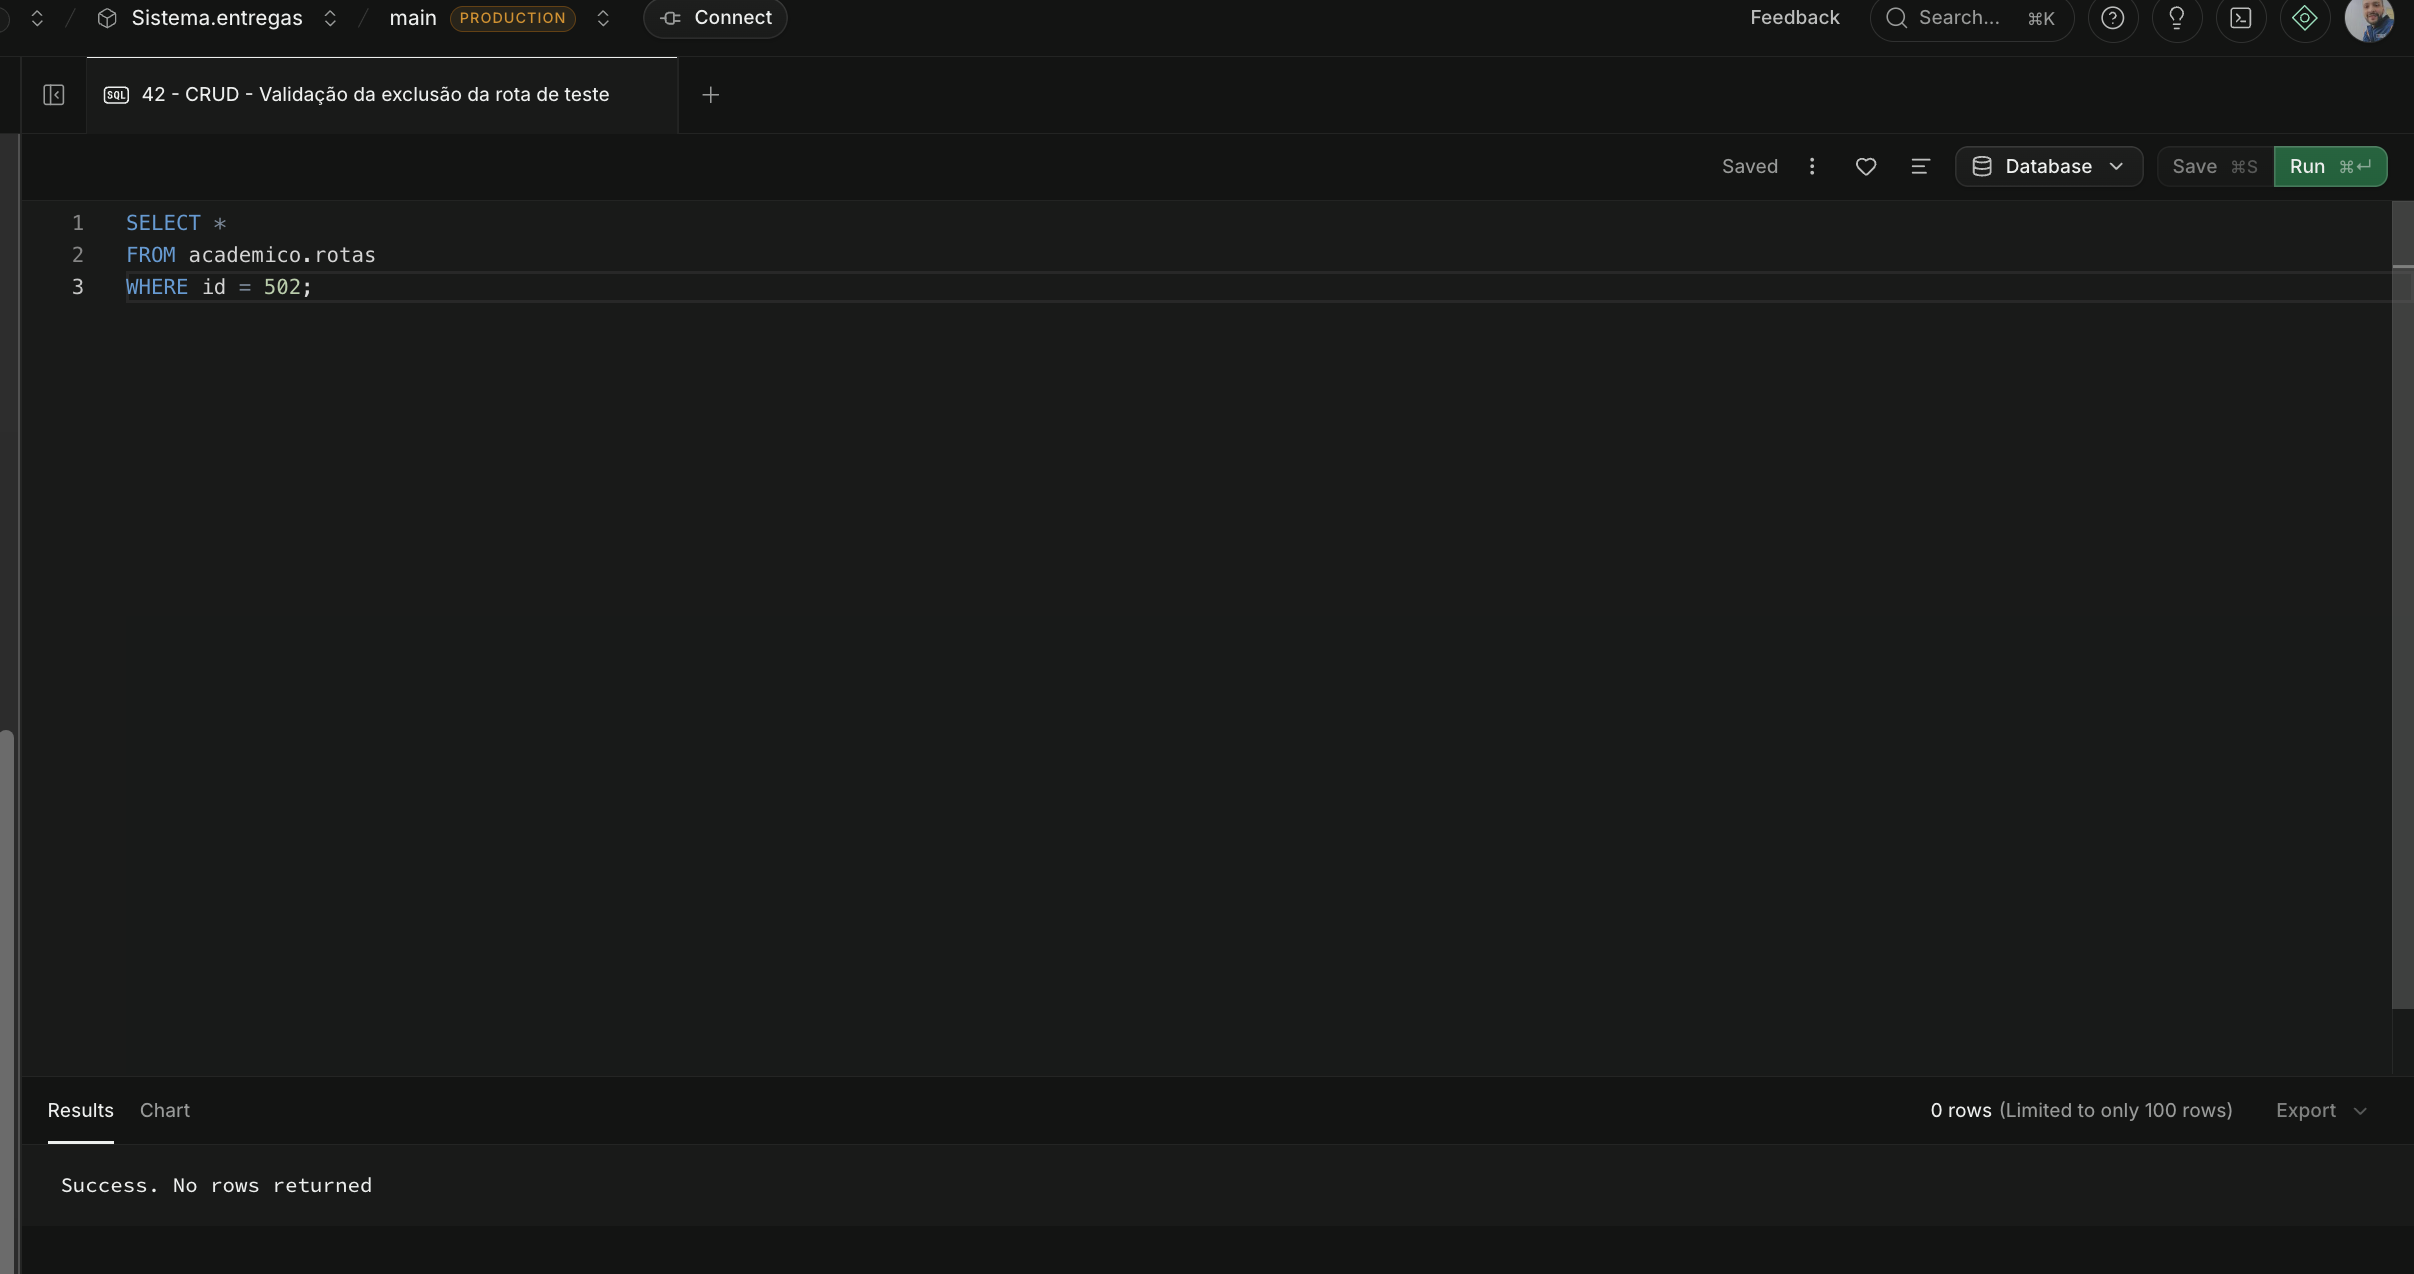 Sistema.entregas
main PRODUCTION
Connect
Feedback
Search... ⌘K
SQL 42 - CRUD - Validação da exclusão da rota de teste
Saved
Database
Save ⌘S
Run ⌘↵
1 SELECT *
2 FROM academico.rotas
3 WHERE id = 502;
Results Chart
0 rows (Limited to only 100 rows)
Export
Success. No rows returned